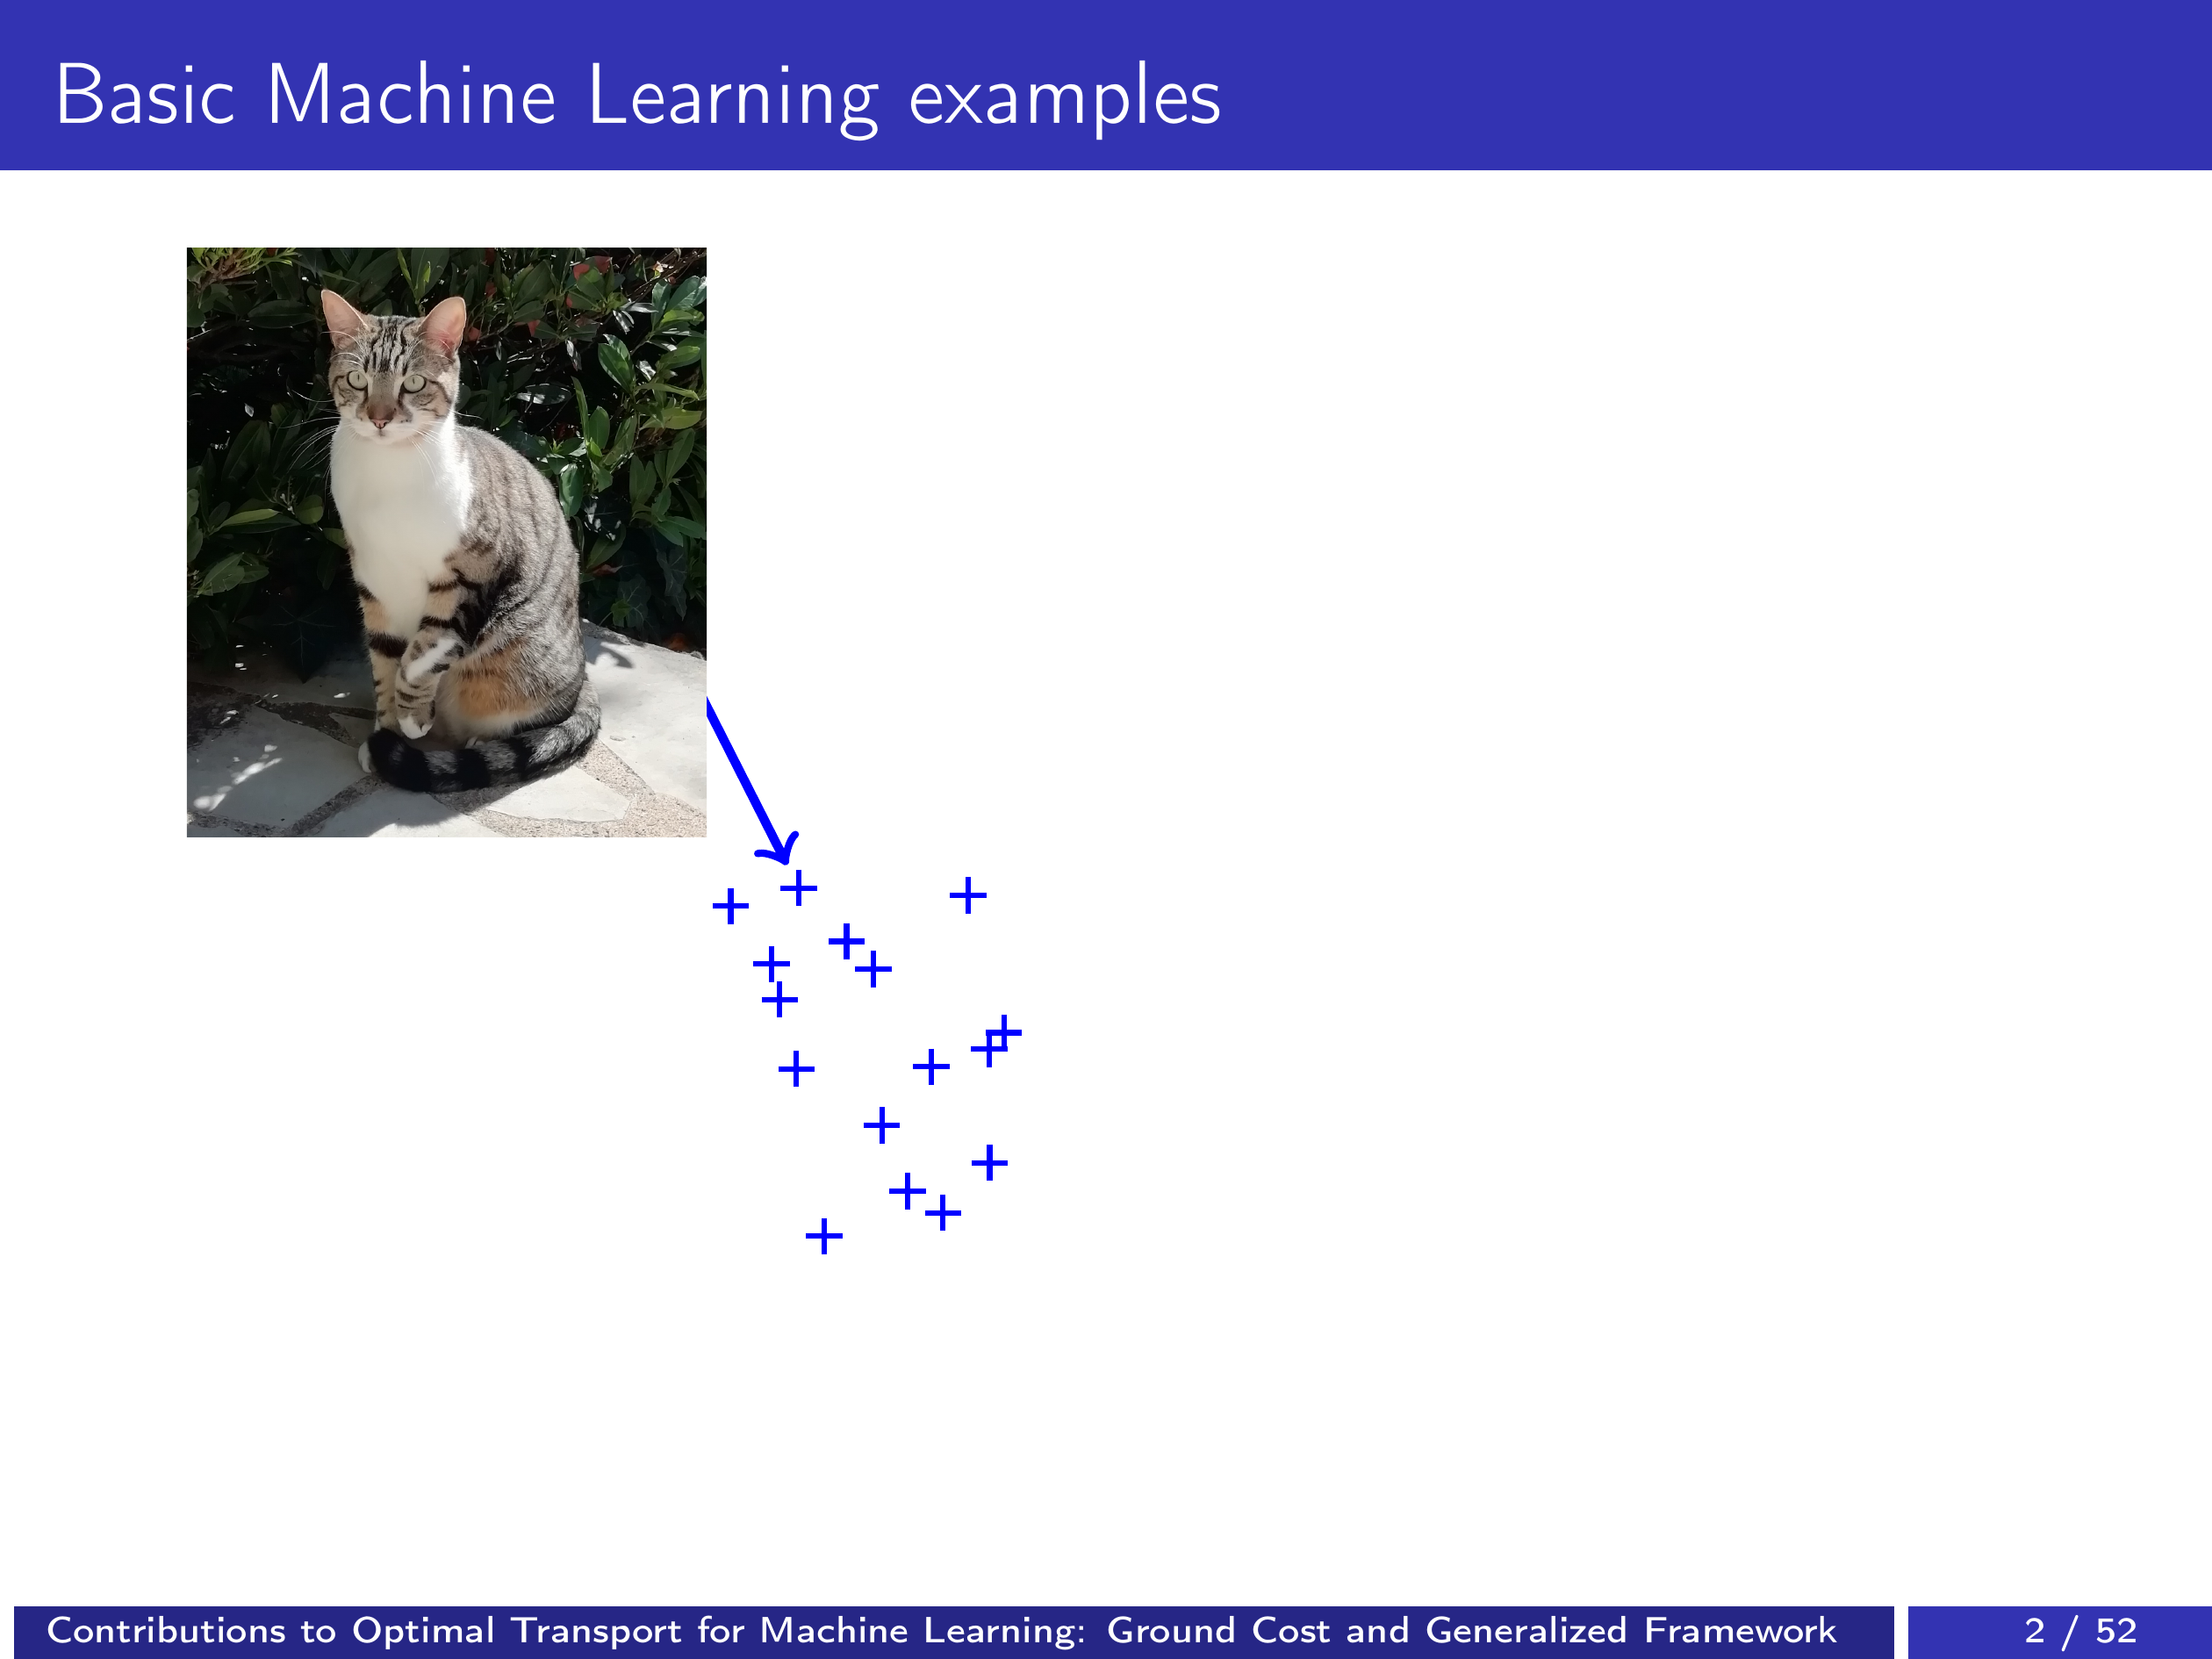 Basic Machine Learning examples
Contributions to Optimal Transport for Machine Learning: Ground Cost and Generalized Framework
2 / 52